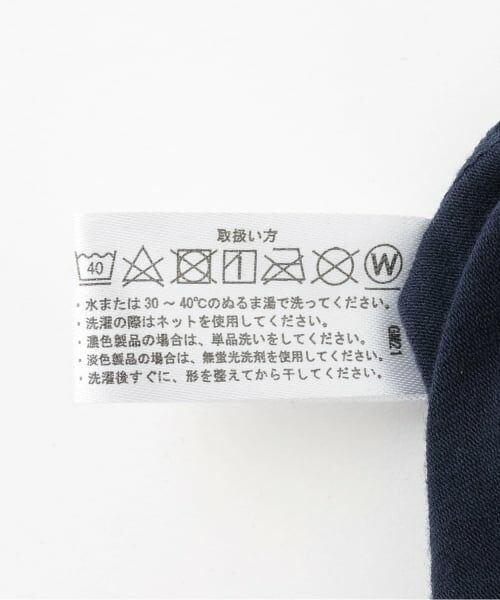 取扱い方
40
W
・水または30～40℃のぬるま湯で洗ってください。
・洗濯の際はネットを使用してください。
・濃色製品の場合は、単品洗いをしてください。
・淡色製品の場合は、無蛍光洗剤を使用してください。
・洗濯後すぐに、形を整えてから干してください。